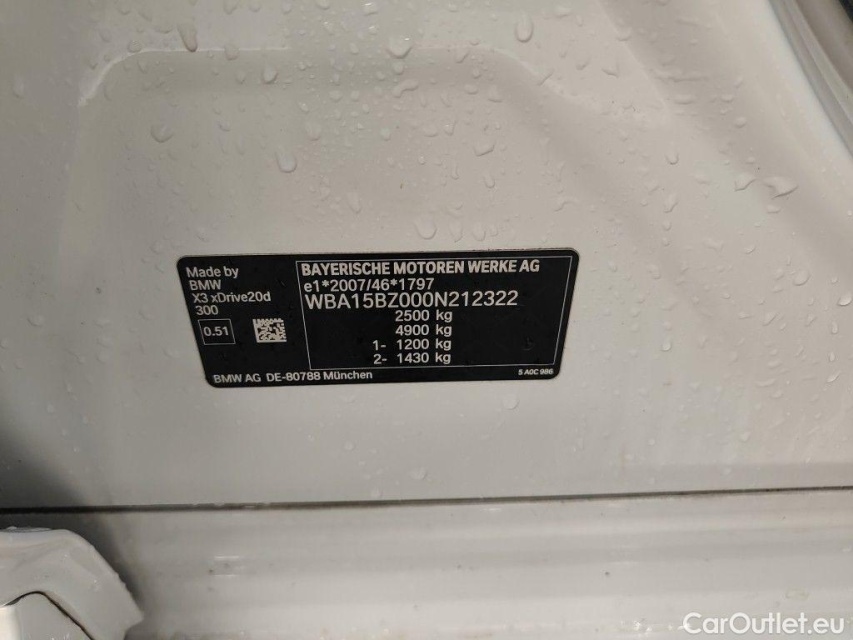 Made by
BMW
X3 xDrive20d
300
0.51
BAYERISCHE MOTOREN WERKE AG
e1*2007/46*1797
WBA15BZ000N212322
2500 kg
4900 kg
1- 1200 kg
2- 1430 kg
BMW AG DE-80788 München
5 A0C 986
CarOutlet.eu